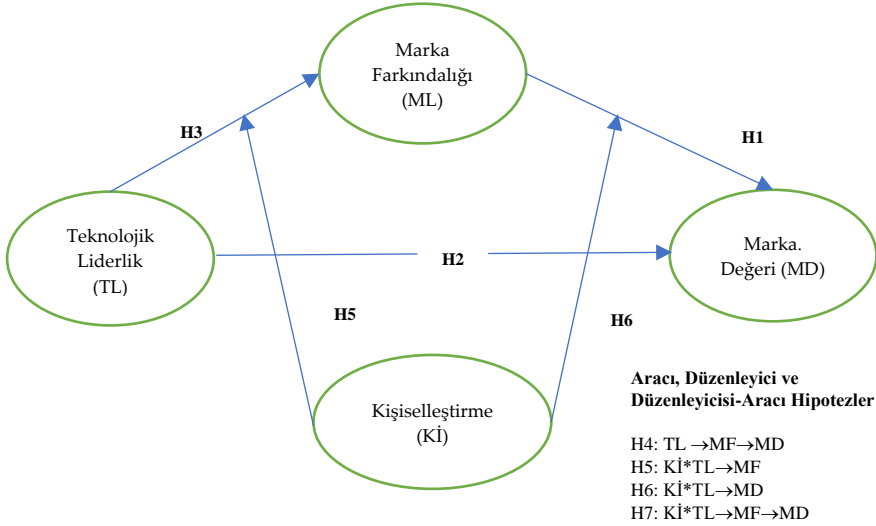 Marka
Farkındalığı
(ML)
H3
H1
Teknolojik
Liderlik
(TL)
H2
Marka.
Değeri (MD)
H5
H6
Kişiselleştirme
(Kİ)
Aracı, Düzenleyici ve
Düzenleyicisi-Aracı Hipotezler
H4: TL →MF→MD
H5: Kİ*TL→MF
H6: Kİ*TL→MD
H7: Kİ*TL→MF→MD